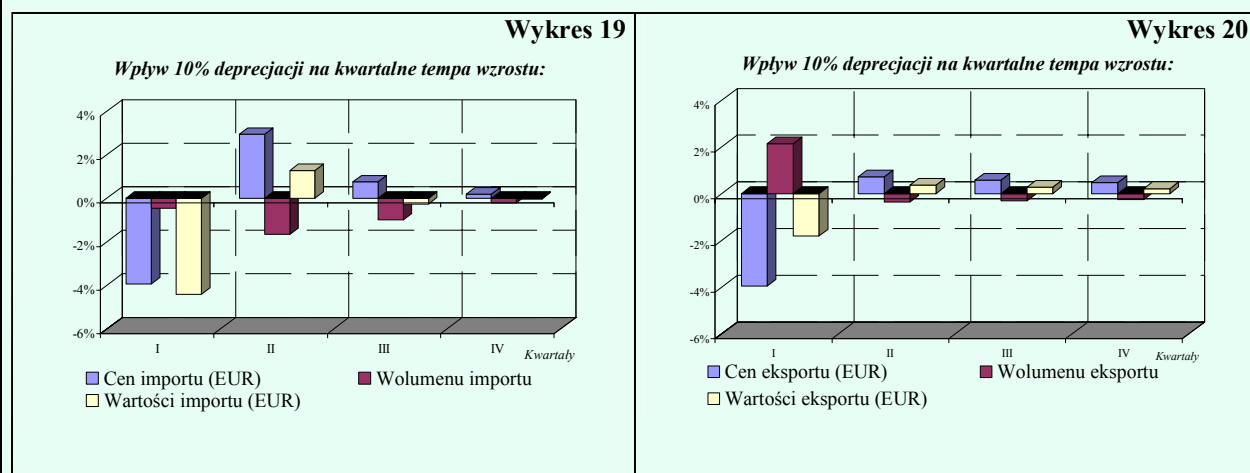 Wykres 19
Wpływ 10% deprecjacji na kwartalne tempa wzrostu:
4%
2%
0%
-2%
-4%
-6%
I II III IV Kwartały
Cen importu (EUR) Wolumenu importu
Wartości importu (EUR)
Wykres 20
Wpływ 10% deprecjacji na kwartalne tempa wzrostu:
4%
2%
0%
-2%
-4%
-6%
I II III IV Kwartały
Cen eksportu (EUR) Wolumenu eksportu
Wartości eksportu (EUR)